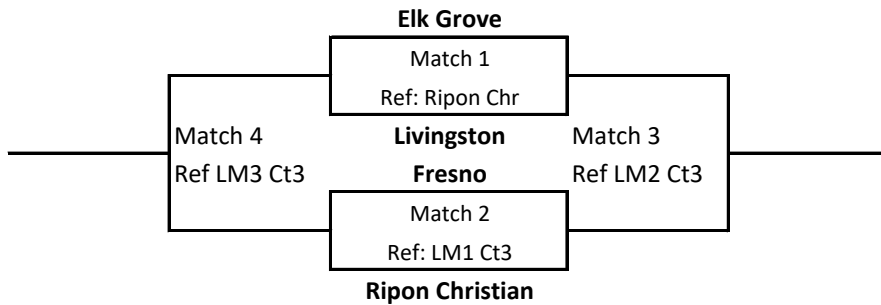 Elk Grove
Match 1
Ref: Ripon Chr
Match 4
Livingston
Match 3
Ref LM3 Ct3
Fresno
Ref LM2 Ct3
Match 2
Ref: LM1 Ct3
Ripon Christian